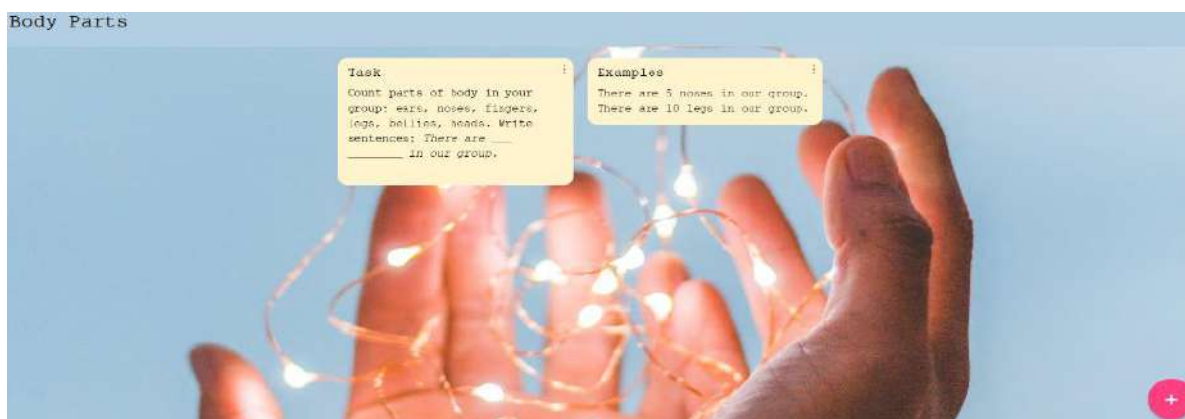 Body Parts
Task
Count parts of body in your
group: ears, noses, fingers,
legs, bellies, heads. Write
sentences: There are ___
________ in our group.
Examples
There are 5 noses in our group.
There are 10 legs in our group.
+